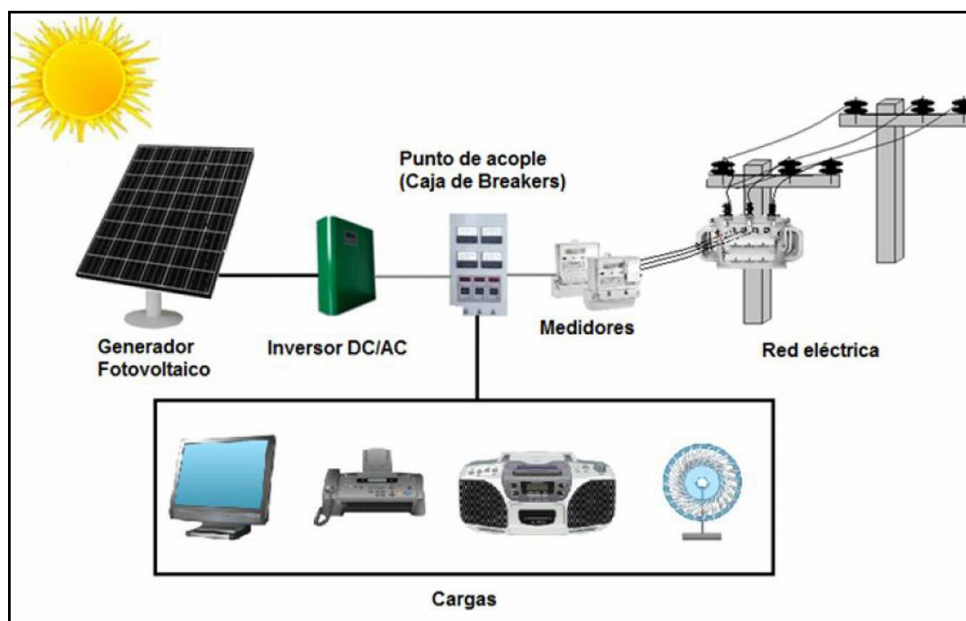 Punto de acople
(Caja de Breakers)
Generador
Fotovoltaico
Inversor DC/AC
Medidores
Red eléctrica
Cargas